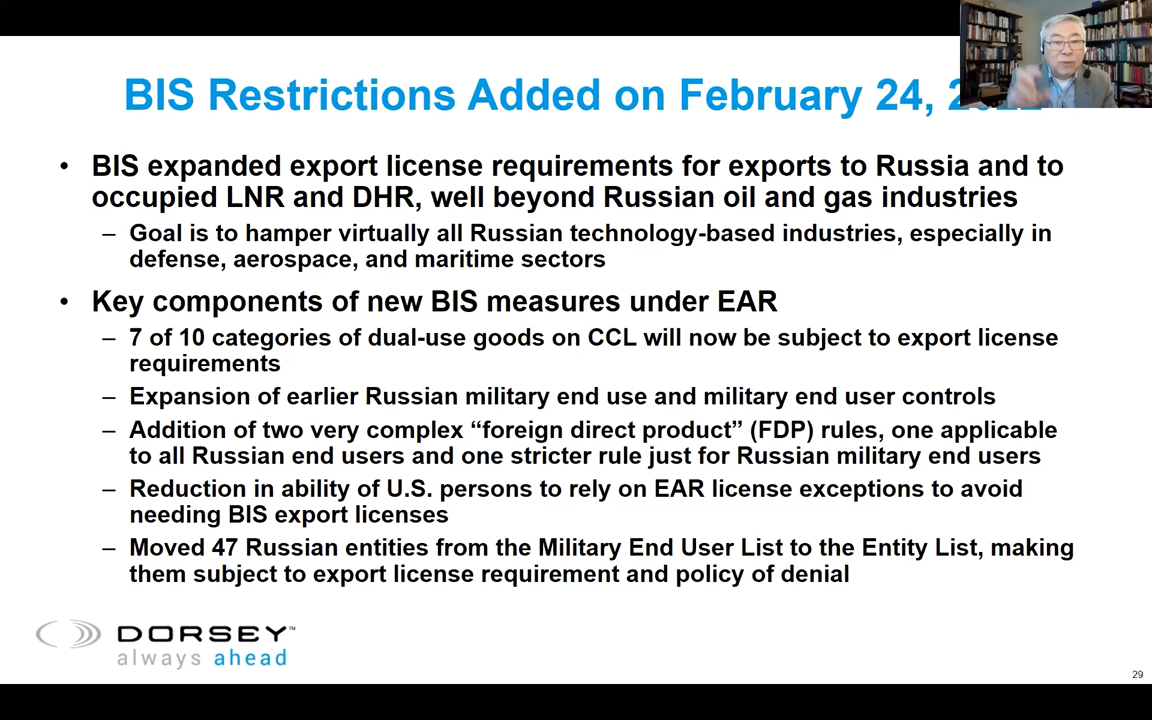 BIS Restrictions Added on February 24,
• BIS expanded export license requirements for exports to Russia and to
occupied LNR and DHR, well beyond Russian oil and gas industries
– Goal is to hamper virtually all Russian technology-based industries, especially in
defense, aerospace, and maritime sectors
• Key components of new BIS measures under EAR
– 7 of 10 categories of dual-use goods on CCL will now be subject to export license
requirements
– Expansion of earlier Russian military end use and military end user controls
– Addition of two very complex “foreign direct product” (FDP) rules, one applicable
to all Russian end users and one stricter rule just for Russian military end users
– Reduction in ability of U.S. persons to rely on EAR license exceptions to avoid
needing BIS export licenses
– Moved 47 Russian entities from the Military End User List to the Entity List, making
them subject to export license requirement and policy of denial
DORSEY™
always ahead
29